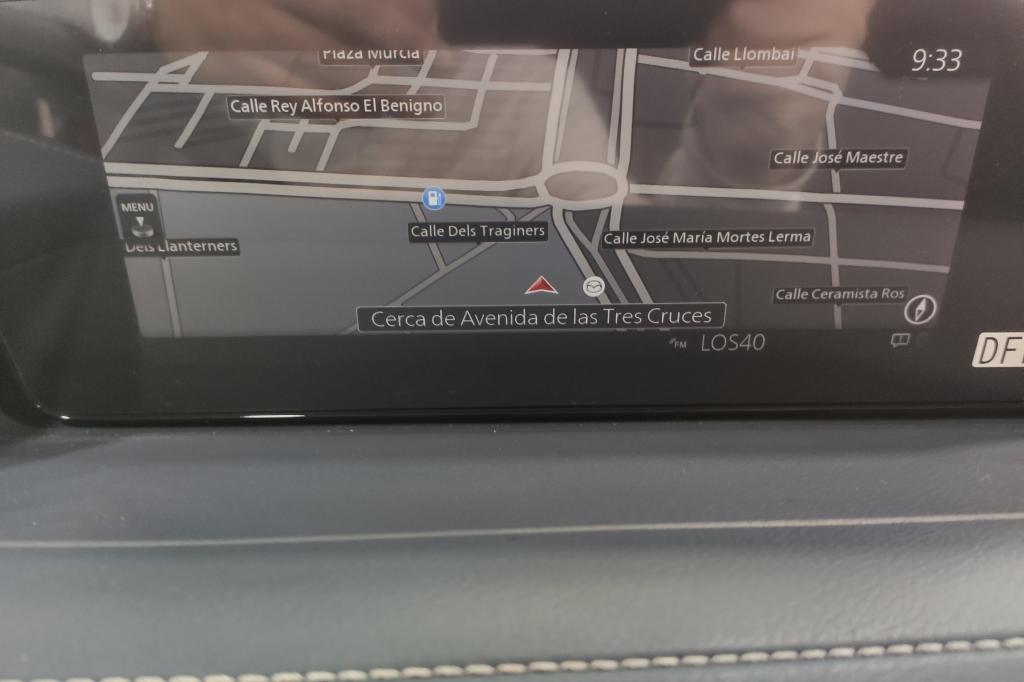 Plaza Murcia
Calle Llombai
9:33
Calle Rey Alfonso El Benigno
Calle José Maestre
MENU
Dels Llanterners
Calle Dels Traginers
Calle José María Mortes Lerma
Calle Ceramista Ros
Cerca de Avenida de las Tres Cruces
FM LOS40